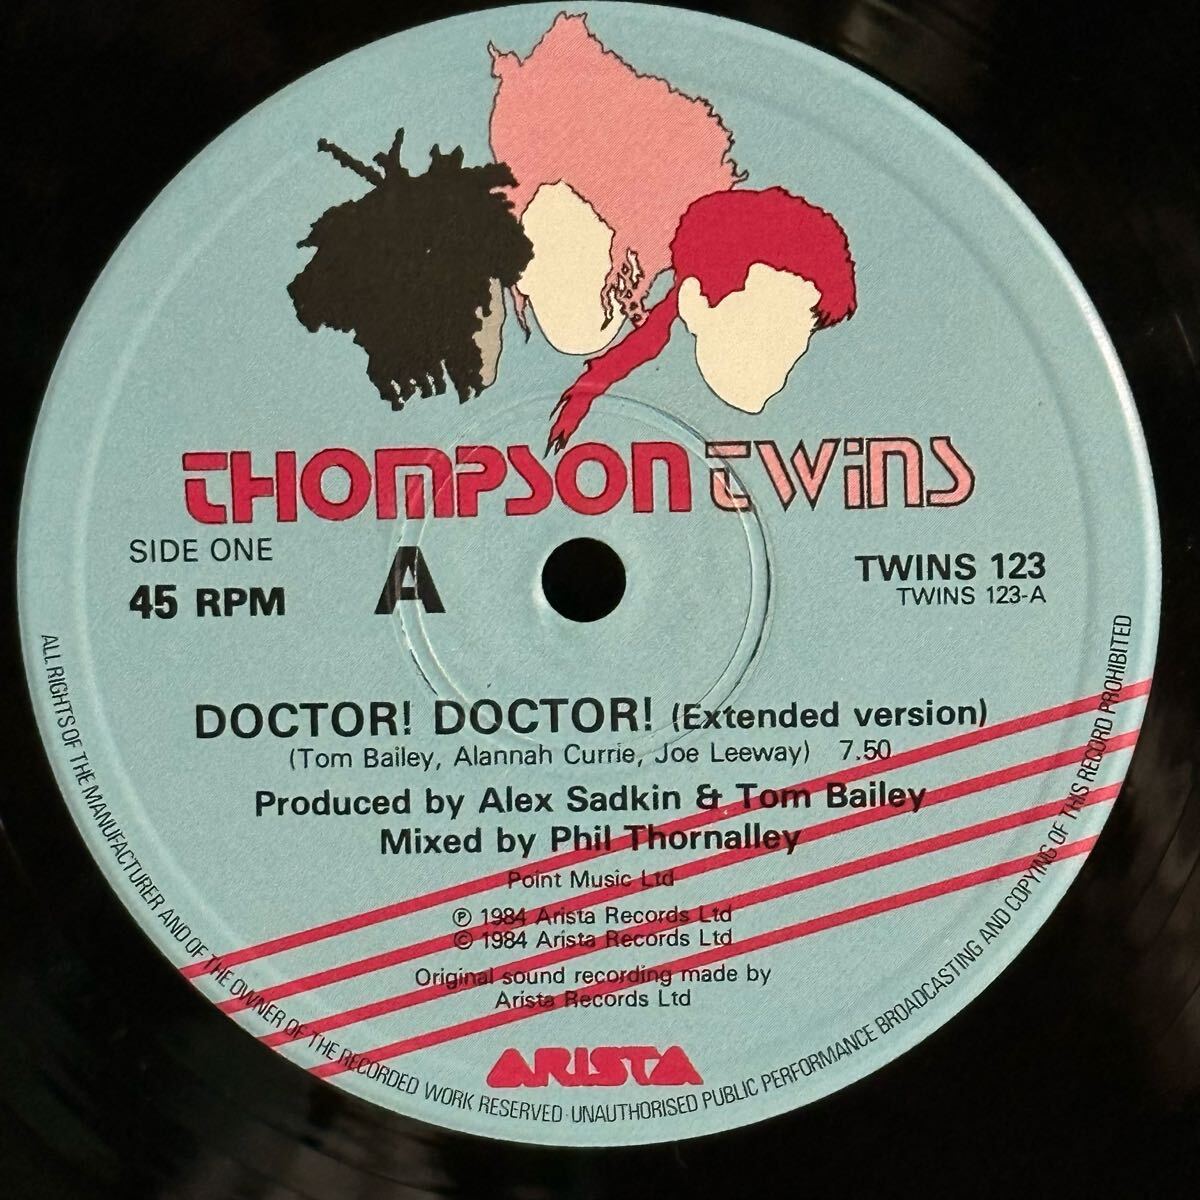 THOMPSON TWINS
SIDE ONE
45 RPM
A
TWINS 123
TWINS 123-A
DOCTOR! DOCTOR! (Extended version)
(Tom Bailey, Alannah Currie, Joe Leeway) 7.50
Produced by Alex Sadkin & Tom Bailey
Mixed by Phil Thornalley
Point Music Ltd
℗ 1984 Arista Records Ltd
© 1984 Arista Records Ltd
Original sound recording made by
Arista Records Ltd
ARISTA
ALL RIGHTS OF THE MANUFACTURER AND OF THE OWNER OF THE RECORDED WORK RESERVED · UNAUTHORISED PUBLIC PERFORMANCE BROADCASTING AND COPYING OF THIS RECORD PROHIBITED